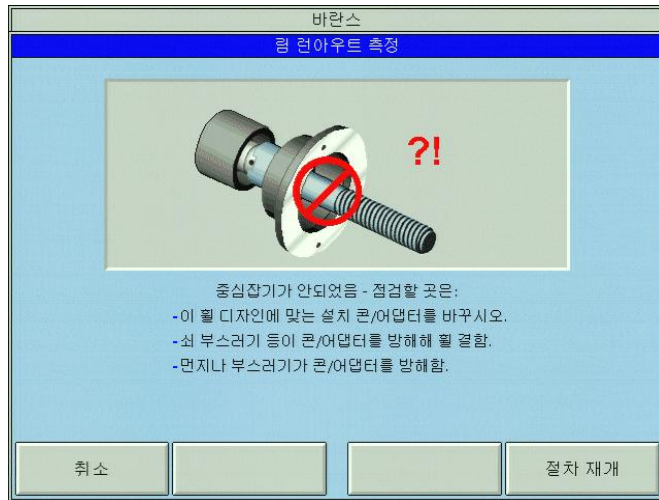 바란스
림 런아우트 측정
?!
중심잡기가 안되었음 - 점검할 곳은:
-이 휠 디자인에 맞는 설치 콘/어댑터를 바꾸시오.
-쇠 부스러기 등이 콘/어댑터를 방해해 휠 결함.
-먼지나 부스러기가 콘/어댑터를 방해함.
취소 절차 재개